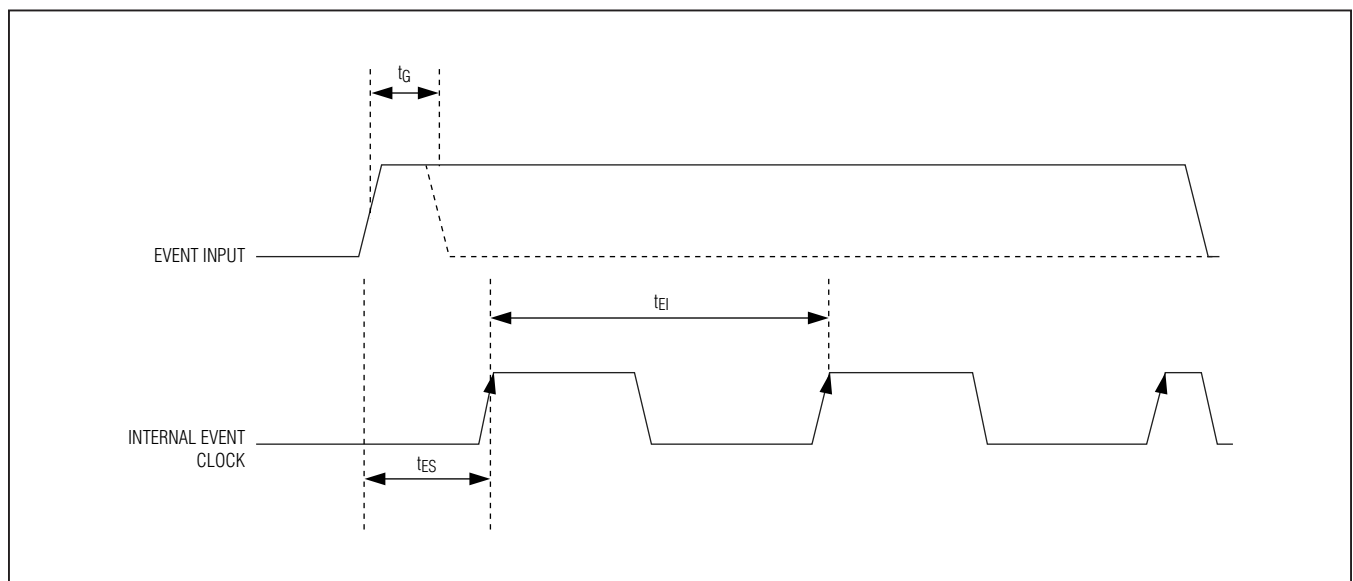 tG
EVENT INPUT
tEI
INTERNAL EVENT
CLOCK
tES